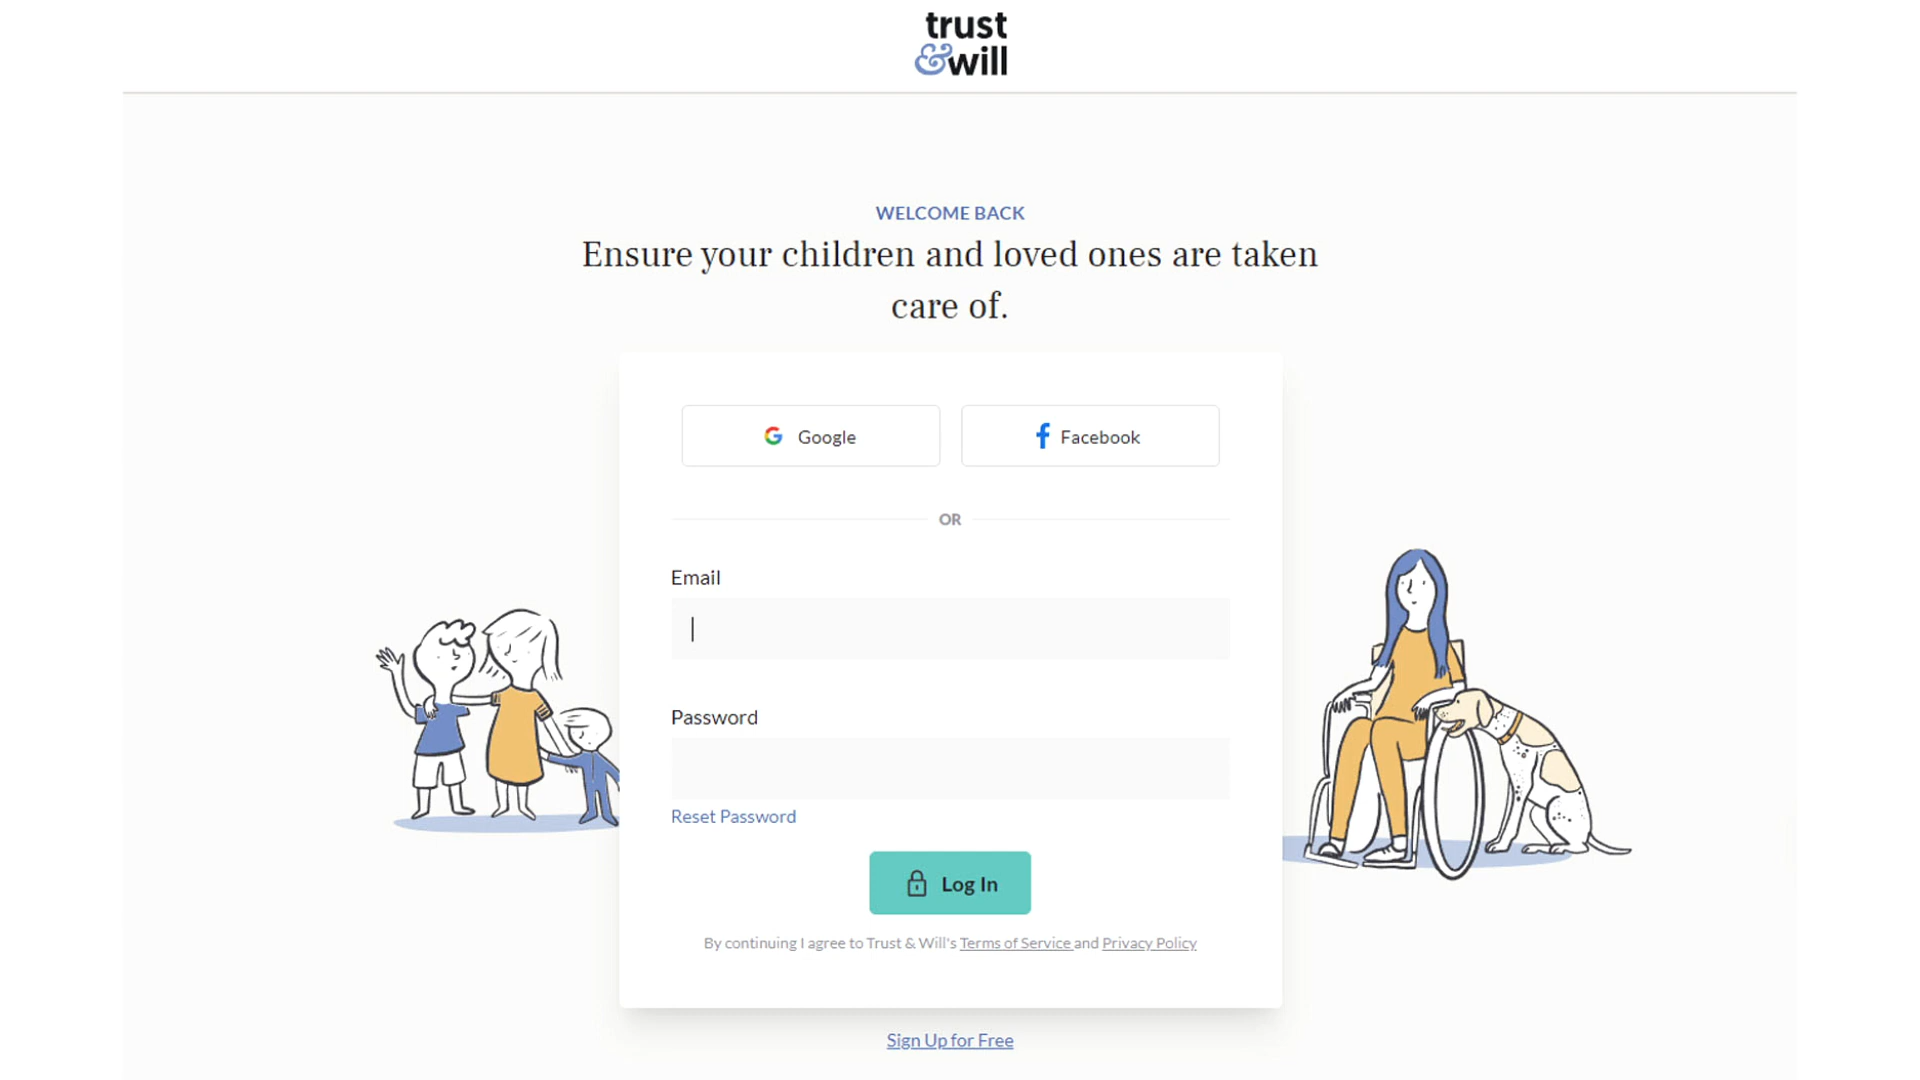 trust
&will
WELCOME BACK
Ensure your children and loved ones are taken
care of.
Google
Facebook
OR
Email
Password
Reset Password
Log In
By continuing I agree to Trust & Will's Terms of Service and Privacy Policy
Sign Up for Free